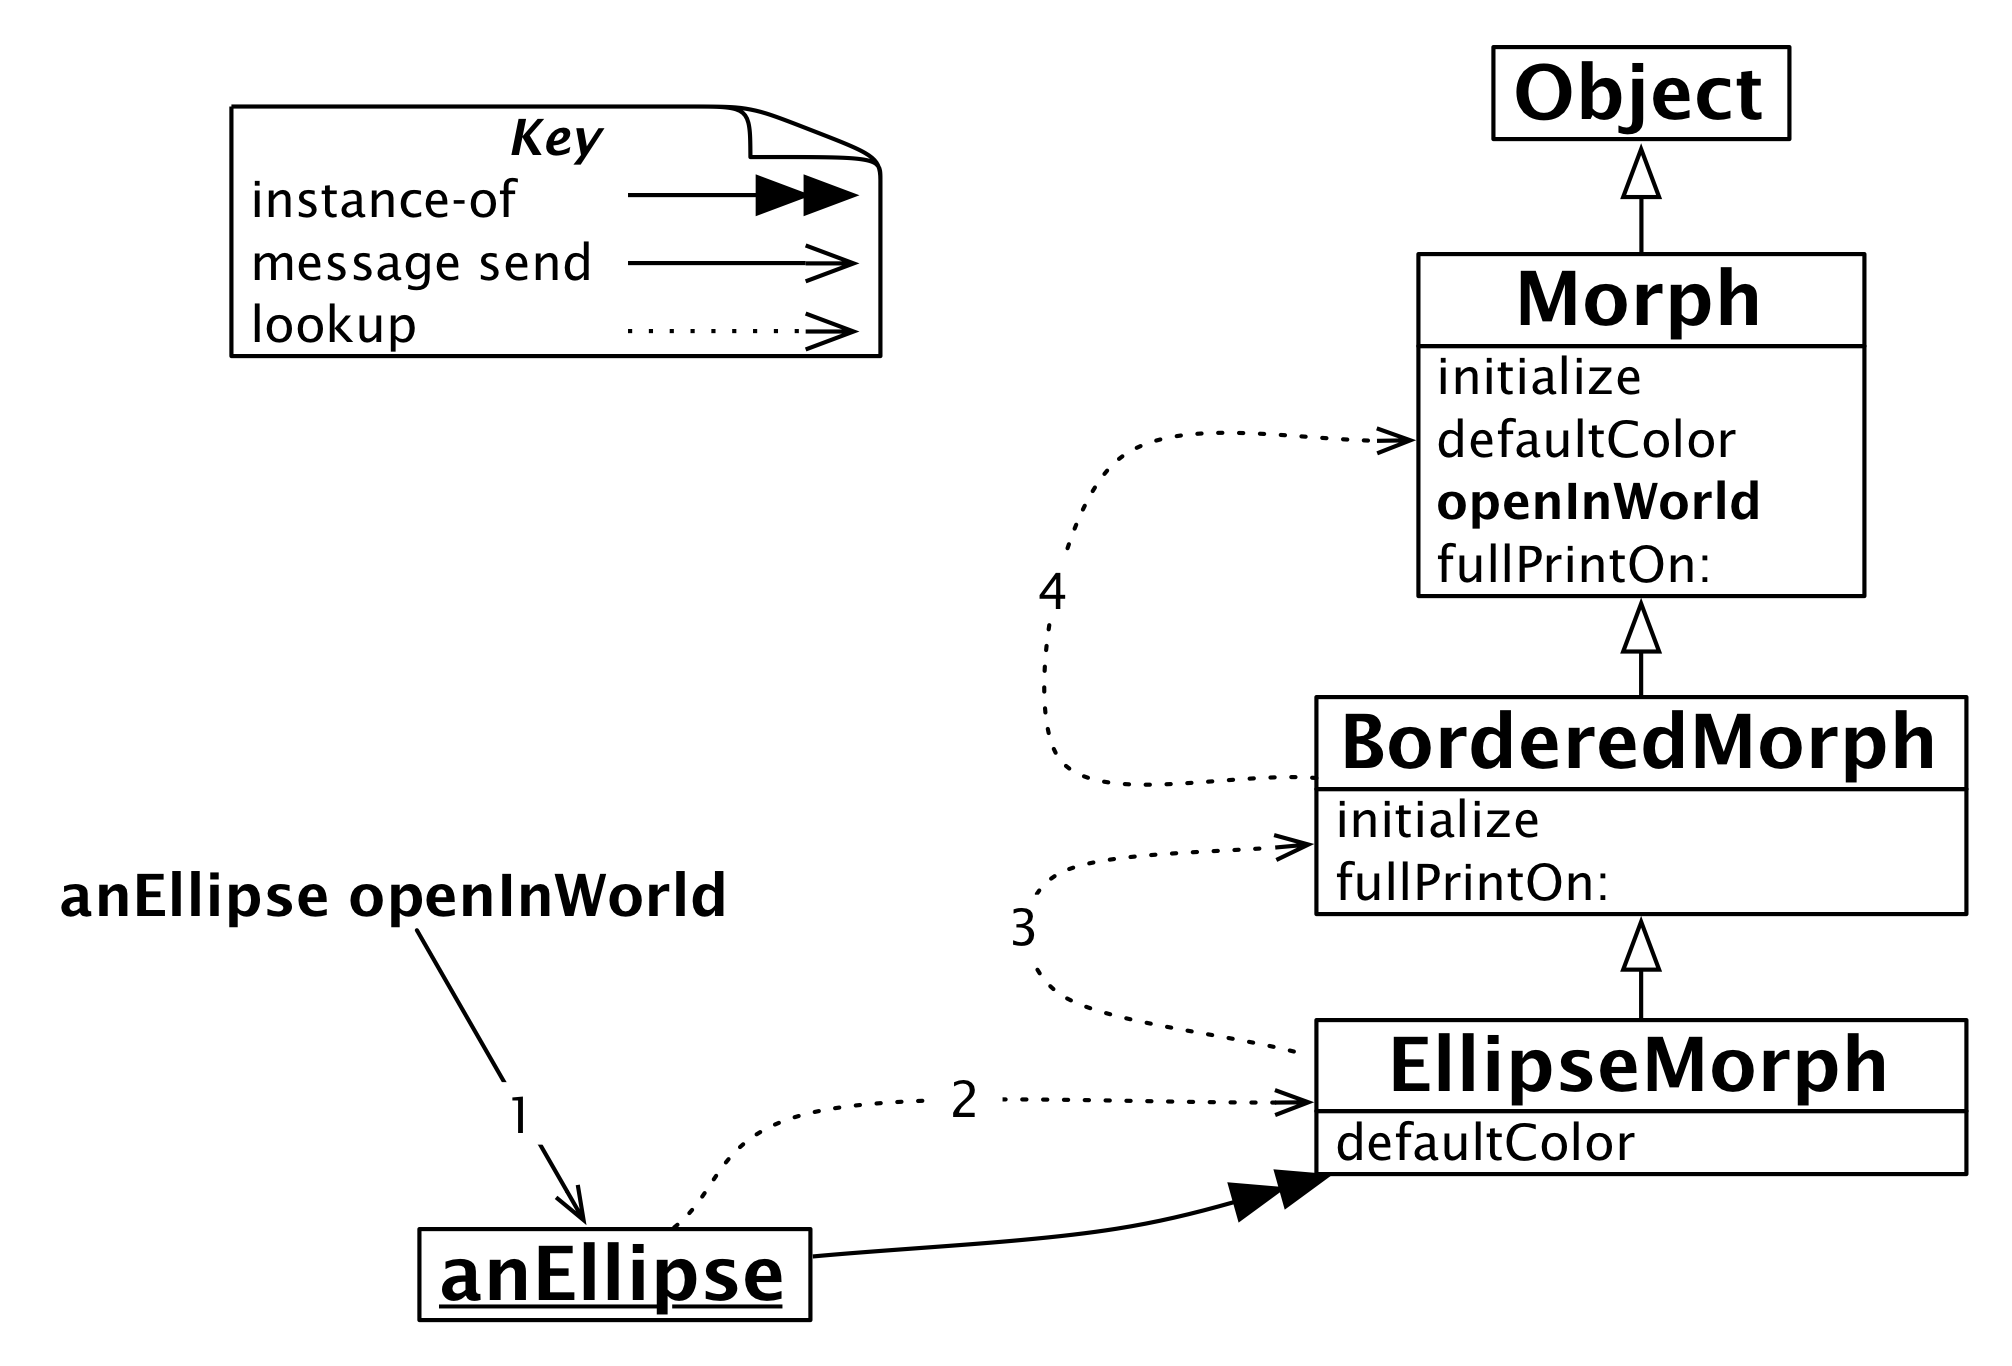 Key
instance-of
message send
lookup
Object
Morph
initialize
defaultColor
openInWorld
fullPrintOn:
4
BorderedMorph
initialize
fullPrintOn:
anEllipse openInWorld
3
EllipseMorph
defaultColor
2
1
anEllipse